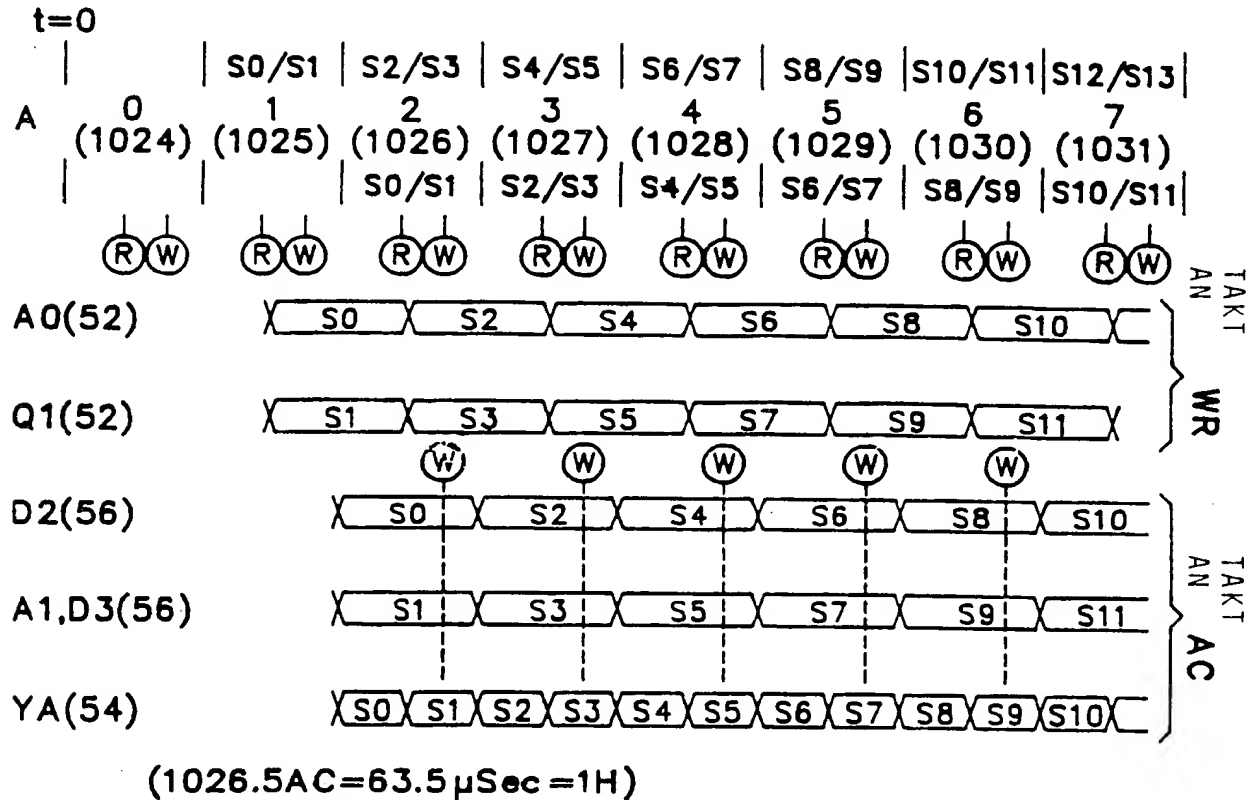 t=0
S0/S1 S2/S3 S4/S5 S6/S7 S8/S9 S10/S11 S12/S13
A 0 1 2 3 4 5 6 7
(1024) (1025) (1026) (1027) (1028) (1029) (1030) (1031)
S0/S1 S2/S3 S4/S5 S6/S7 S8/S9 S10/S11
R W R W R W R W R W R W R W R W
A0(52) S0 S2 S4 S6 S8 S10
TAKT
AN
WR
Q1(52) S1 S3 S5 S7 S9 S11
W W W W W
D2(56) S0 S2 S4 S6 S8 S10
A1,D3(56) S1 S3 S5 S7 S9 S11
TAKT
AN
AC
YA(54) S0 S1 S2 S3 S4 S5 S6 S7 S8 S9 S10
(1026.5AC=63.5µSec=1H)